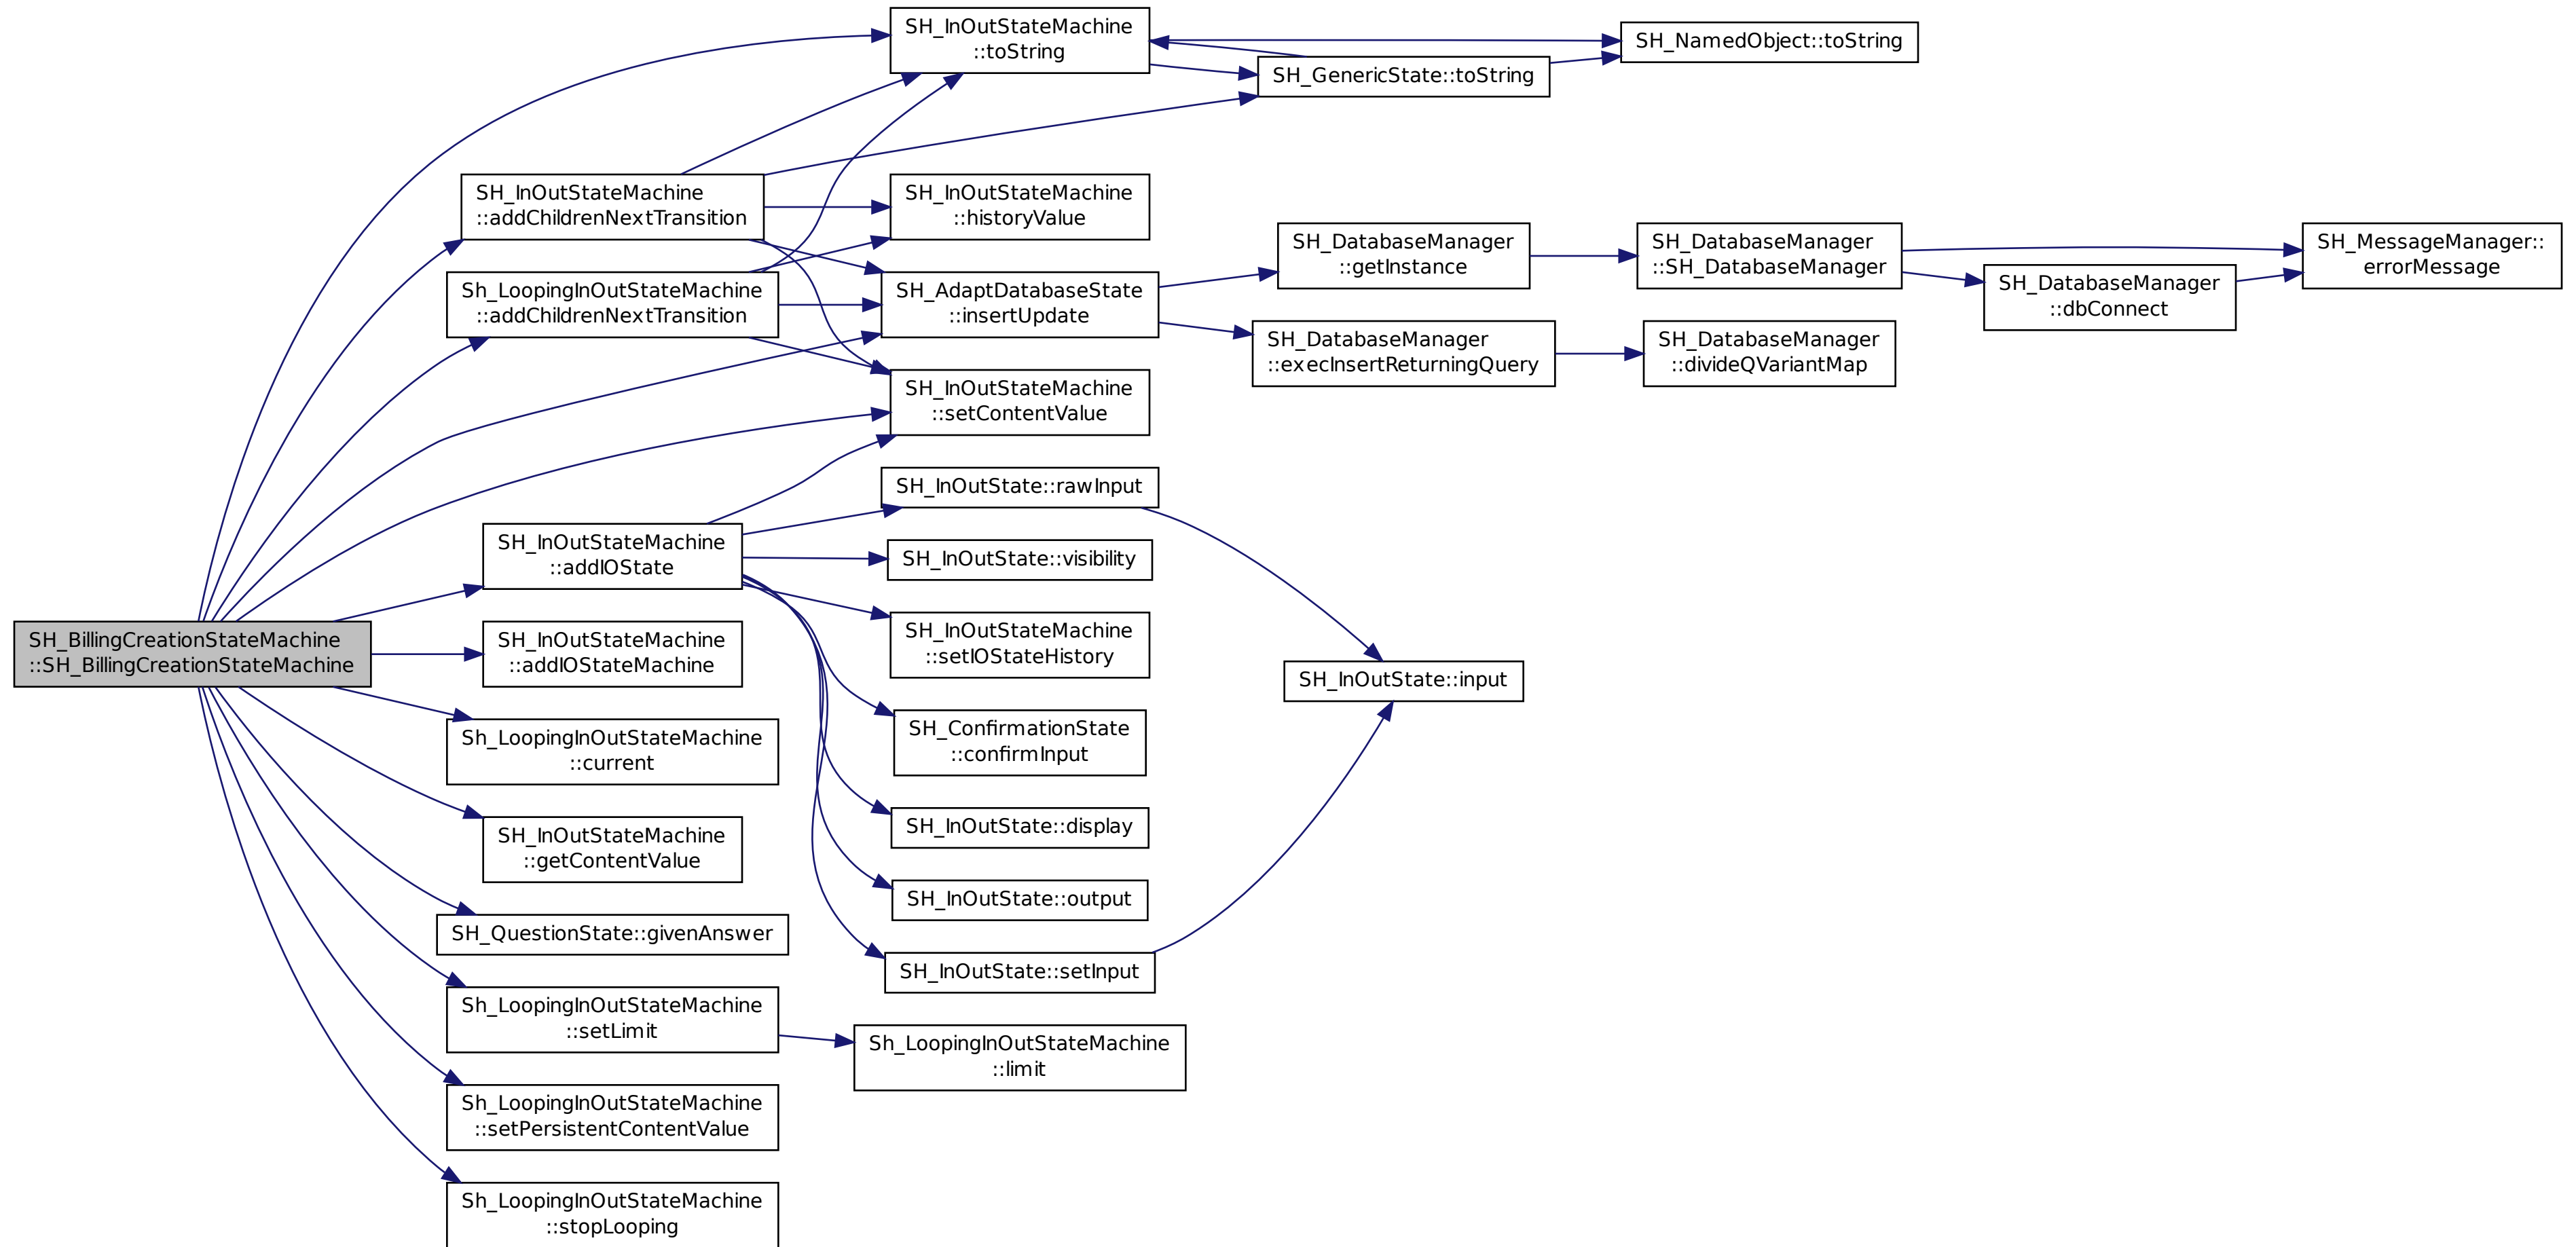 SH_InOutStateMachine
::toString
SH_NamedObject::toString
SH_GenericState::toString
SH_InOutStateMachine
::addChildrenNextTransition
SH_InOutStateMachine
::historyValue
SH_DatabaseManager
::getInstance
SH_DatabaseManager
::SH_DatabaseManager
SH_MessageManager::
errorMessage
Sh_LoopingInOutStateMachine
::addChildrenNextTransition
SH_AdaptDatabaseState
::insertUpdate
SH_DatabaseManager
::dbConnect
SH_DatabaseManager
::execInsertReturningQuery
SH_DatabaseManager
::divideQVariantMap
SH_InOutStateMachine
::setContentValue
SH_InOutState::rawInput
SH_InOutStateMachine
::addIOState
SH_InOutState::visibility
SH_BillingCreationStateMachine
::SH_BillingCreationStateMachine
SH_InOutStateMachine
::addIOStateMachine
SH_InOutStateMachine
::setIOStateHistory
SH_InOutState::input
Sh_LoopingInOutStateMachine
::current
SH_ConfirmationState
::confirmInput
SH_InOutStateMachine
::getContentValue
SH_InOutState::display
SH_InOutState::output
SH_QuestionState::givenAnswer
SH_InOutState::setInput
Sh_LoopingInOutStateMachine
::setLimit
Sh_LoopingInOutStateMachine
::limit
Sh_LoopingInOutStateMachine
::setPersistentContentValue
Sh_LoopingInOutStateMachine
::stopLooping